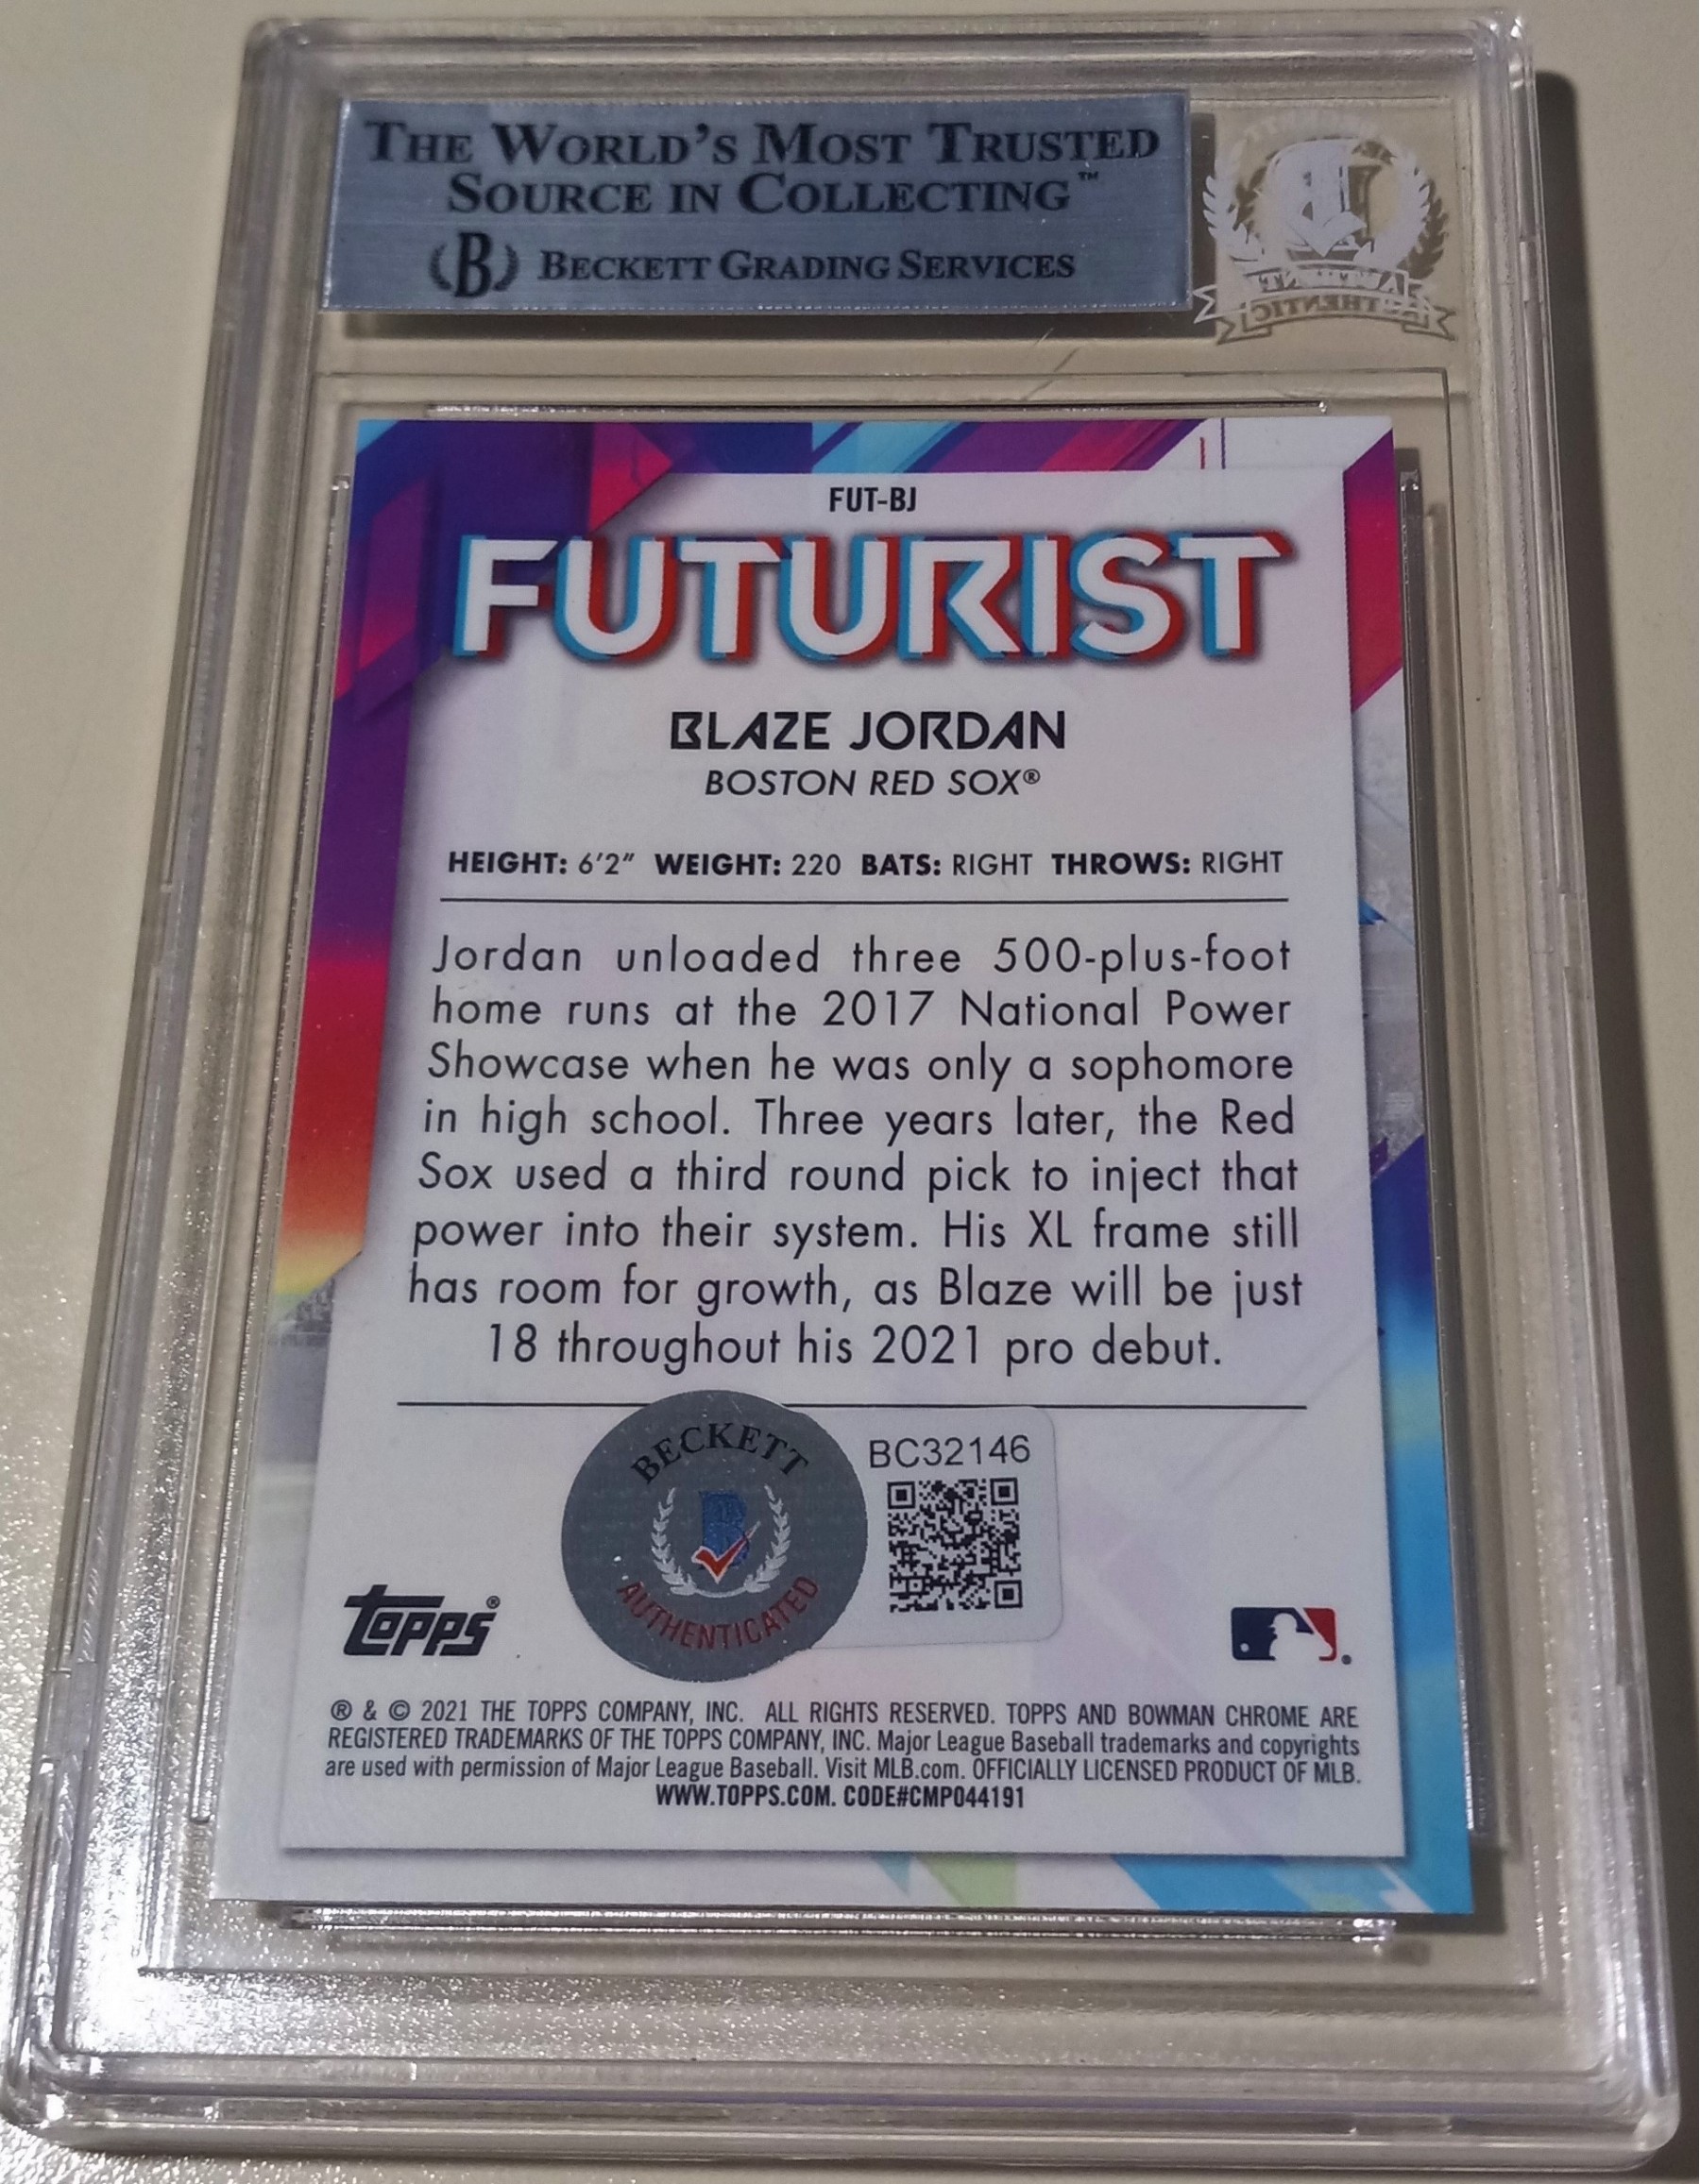 THE WORLD'S MOST TRUSTED
SOURCE IN COLLECTING™
B BECKETT GRADING SERVICES
AUTHENTIC
FUT-BJ
FUTURIST
BLAZE JORDAN
BOSTON RED SOX®
HEIGHT: 6'2" WEIGHT: 220 BATS: RIGHT THROWS: RIGHT
Jordan unloaded three 500-plus-foot
home runs at the 2017 National Power
Showcase when he was only a sophomore
in high school. Three years later, the Red
Sox used a third round pick to inject that
power into their system. His XL frame still
has room for growth, as Blaze will be just
18 throughout his 2021 pro debut.
BECKETT
B
AUTHENTICATED
BC32146
topps®
® & © 2021 THE TOPPS COMPANY, INC. ALL RIGHTS RESERVED. TOPPS AND BOWMAN CHROME ARE
REGISTERED TRADEMARKS OF THE TOPPS COMPANY, INC. Major League Baseball trademarks and copyrights
are used with permission of Major League Baseball. Visit MLB.com. OFFICIALLY LICENSED PRODUCT OF MLB.
WWW.TOPPS.COM. CODE#CMP044191